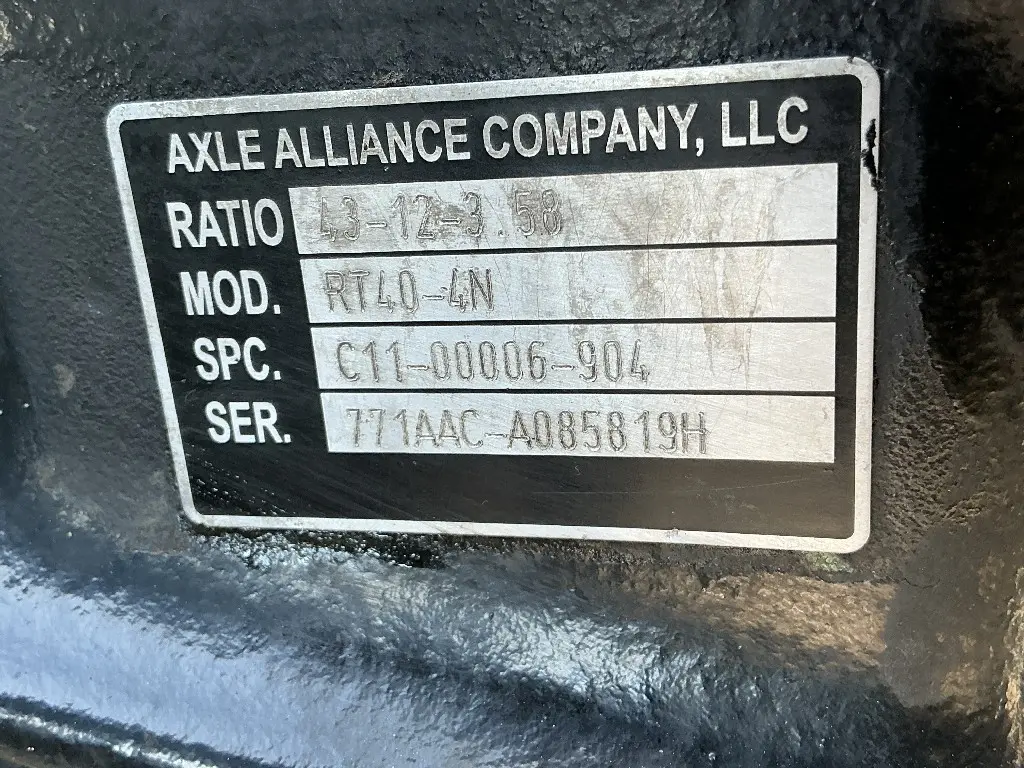 AXLE ALLIANCE COMPANY, LLC
RATIO 43-12-3.58
MOD. RT40-4N
SPC. C11-00006-904
SER. 771AAC-A085819H